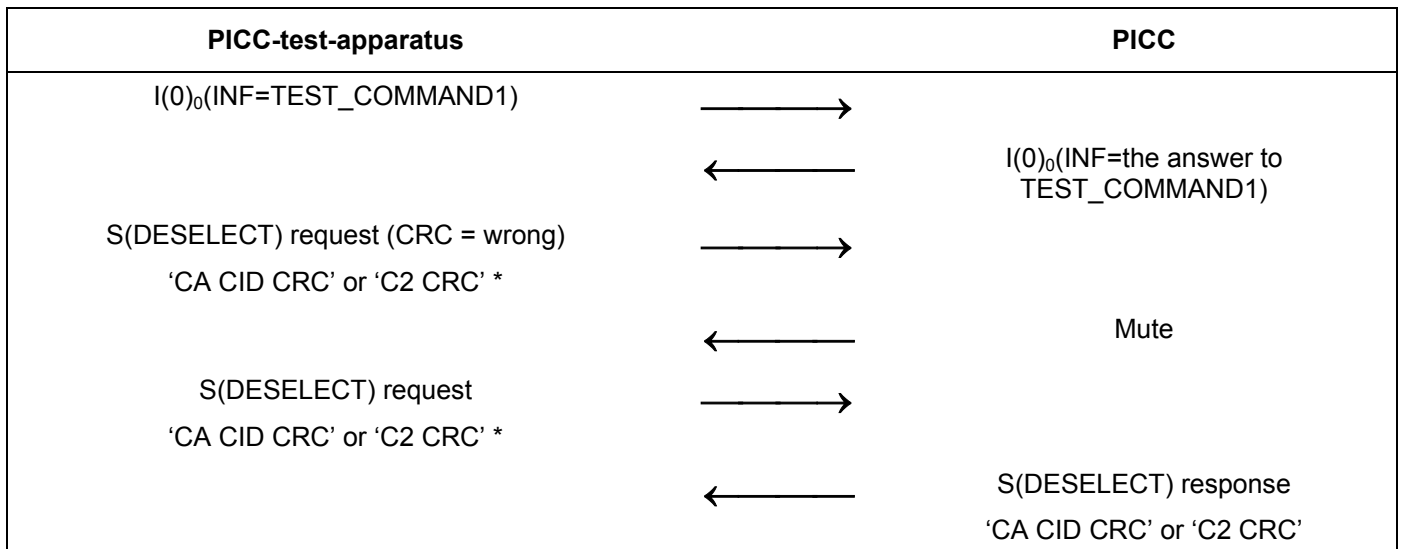 PICC-test-apparatus PICC
I(0)₀(INF=TEST_COMMAND1)
I(0)₀(INF=the answer to
TEST_COMMAND1)
S(DESELECT) request (CRC = wrong)
‘CA CID CRC’ or ‘C2 CRC’ *
Mute
S(DESELECT) request
‘CA CID CRC’ or ‘C2 CRC’ *
S(DESELECT) response
‘CA CID CRC’ or ‘C2 CRC’